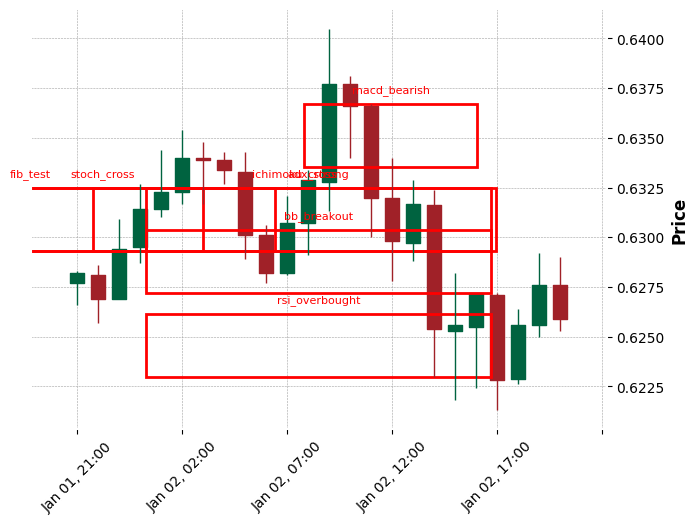 0.6400
macd_bearish
0.6375
0.6350
fib_test stoch_cross
0.6325
bb_breakout
0.6300
Price
0.6275
rsi_overbought
0.6250
0.6225
Jan 01, 21:00 Jan 02, 02:00 Jan 02, 07:00 Jan 02, 12:00 Jan 02, 17:00